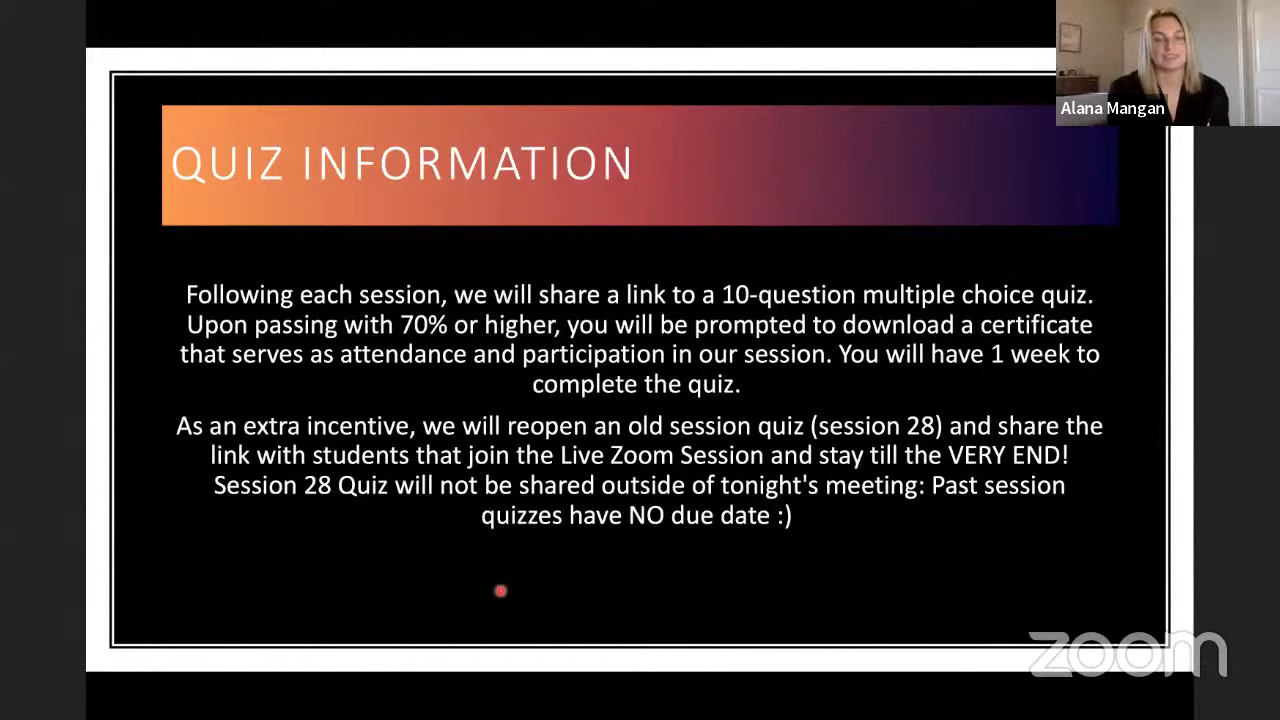 Alana Mangan
QUIZ INFORMATION
Following each session, we will share a link to a 10-question multiple choice quiz.
Upon passing with 70% or higher, you will be prompted to download a certificate
that serves as attendance and participation in our session. You will have 1 week to
complete the quiz.
As an extra incentive, we will reopen an old session quiz (session 28) and share the
link with students that join the Live Zoom Session and stay till the VERY END!
Session 28 Quiz will not be shared outside of tonight's meeting: Past session
quizzes have NO due date :)
zoom